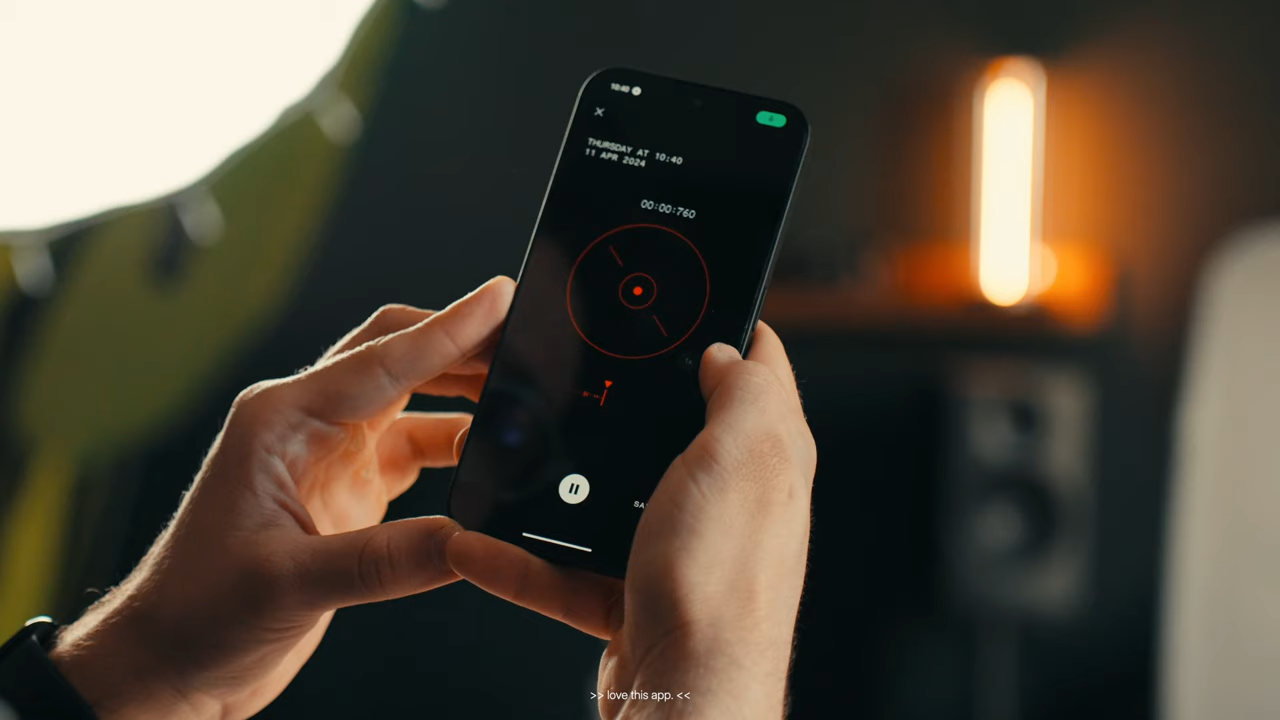 10:40
THURSDAY AT 10:40
11 APR 2024
00:00:760
>> love this app. <<